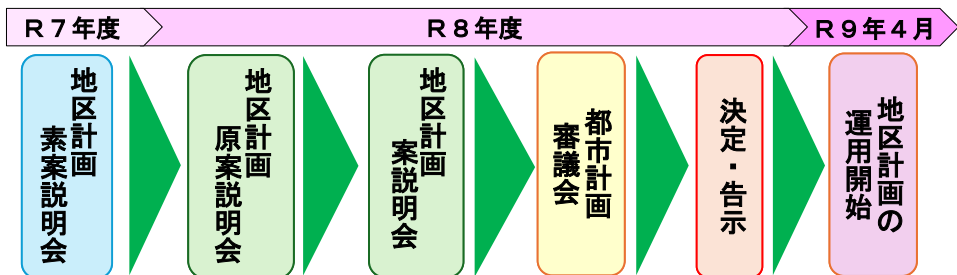 R７年度
R８年度
R９年４月
地区計画
素案説明会
地区計画
原案説明会
地区計画
案説明会
都市計画
審議会
決定・告示
地区計画の
運用開始